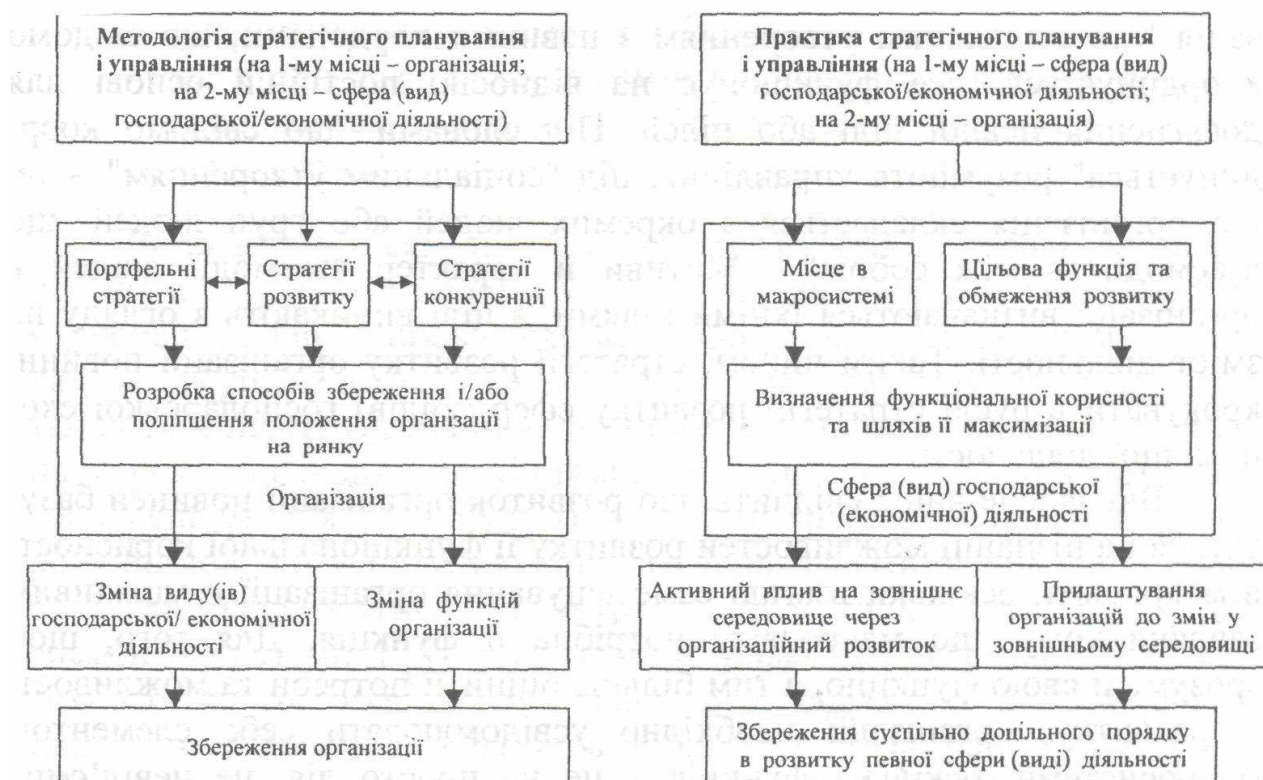 Методологія стратегічного планування
і управління (на 1-му місці – організація;
на 2-му місці – сфера (вид)
господарської/економічної діяльності)
Портфельні
стратегії
Стратегії
розвитку
Стратегії
конкуренції
Розробка способів збереження і/або
поліпшення положення організації
на ринку
Організація
Зміна виду(ів)
господарської/ економічної
діяльності
Зміна функцій
організації
Збереження організації
Практика стратегічного планування
і управління (на 1-му місці – сфера (вид)
господарської/економічної діяльності;
на 2-му місці – організація)
Місце в
макросистемі
Цільова функція та
обмеження розвитку
Визначення функціональної корисності
та шляхів її максимізації
Сфера (вид) господарської
(економічної) діяльності
Активний вплив на зовнішнє
середовище через
організаційний розвиток
Прилаштування
організацій до змін у
зовнішньому середовищі
Збереження суспільно доцільного порядку
в розвитку певної сфери (виді) діяльності